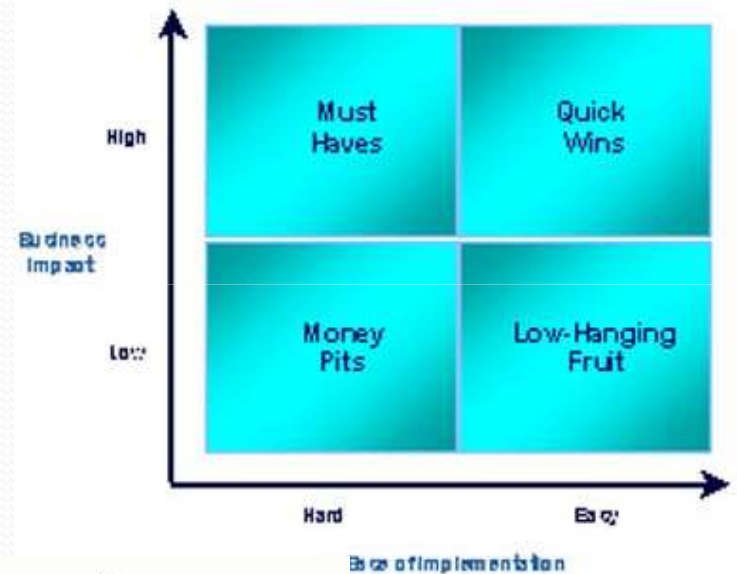 High
Must
Haves
Quick
Wins
Business
Impact
Low
Money
Pits
Low-Hanging
Fruit
Hard
Easy
Ease of Implementation